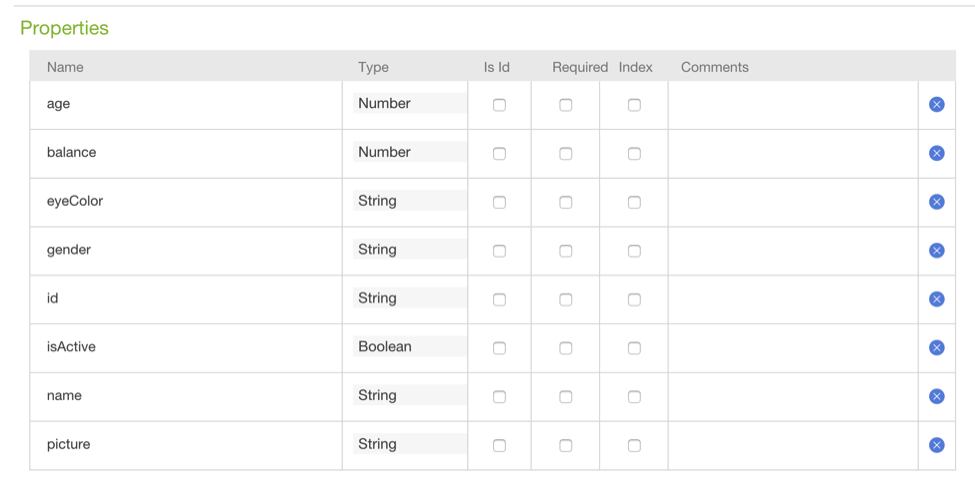 Properties
Name Type Is Id Required Index Comments
age Number
balance Number
eyeColor String
gender String
id String
isActive Boolean
name String
picture String